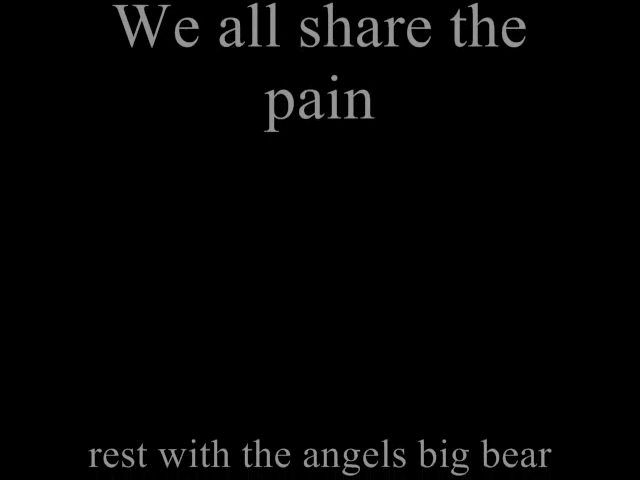 We all share the
pain
rest with the angels big bear